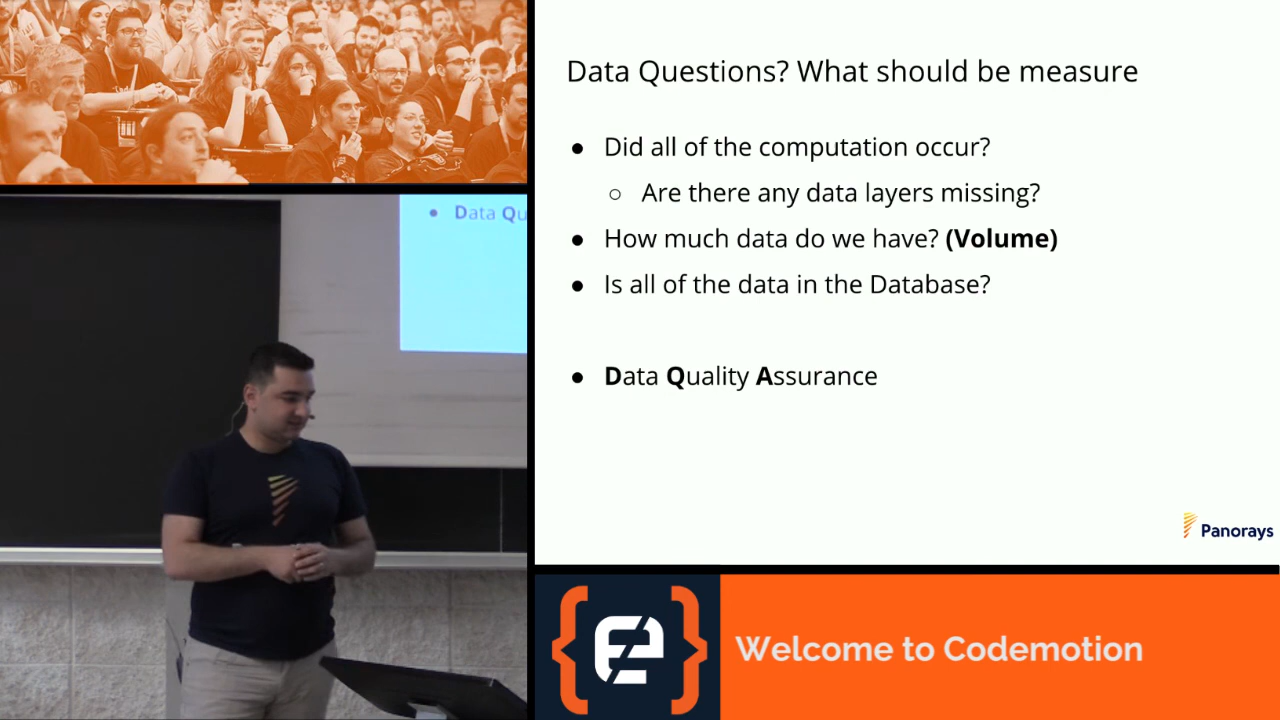 Data Questions? What should be measure
● Did all of the computation occur?
○ Are there any data layers missing?
● How much data do we have? (Volume)
● Is all of the data in the Database?
● Data Quality Assurance
Panorays
● Data Qu
Welcome to Codemotion